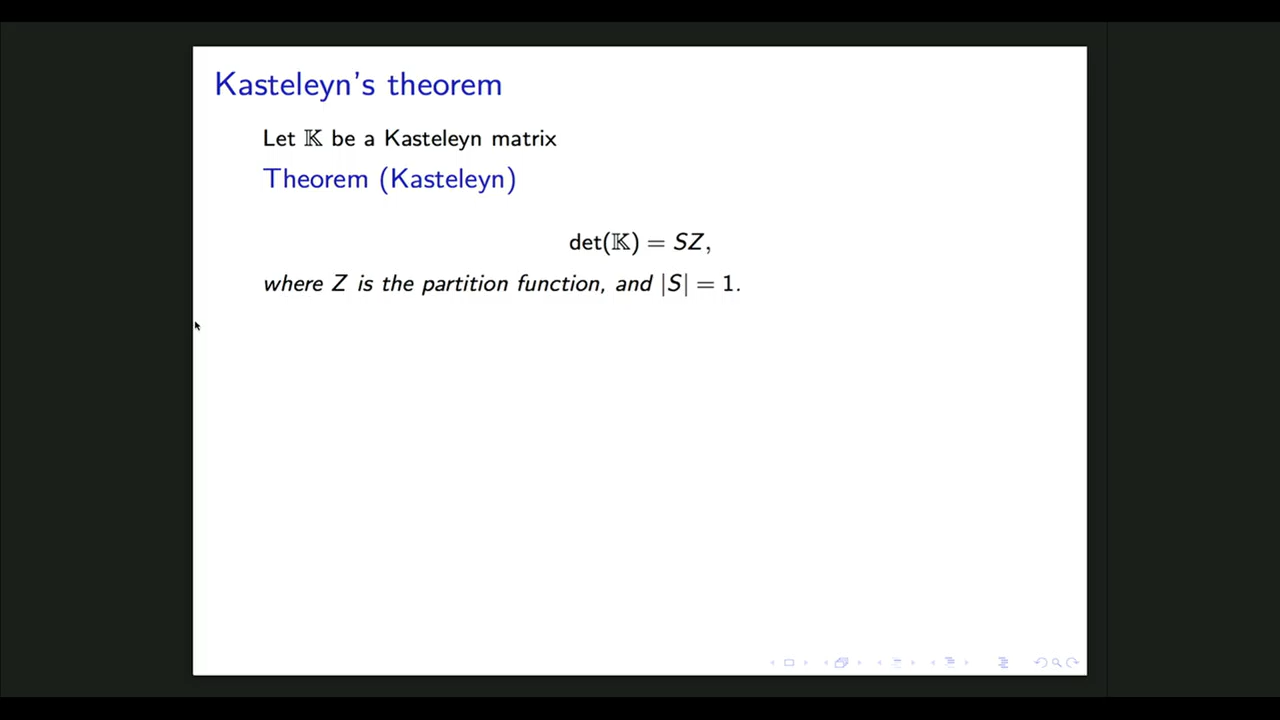 Kasteleyn's theorem
Let 𝕂 be a Kasteleyn matrix
Theorem (Kasteleyn)
det(𝕂) = SZ,
where Z is the partition function, and |S| = 1.